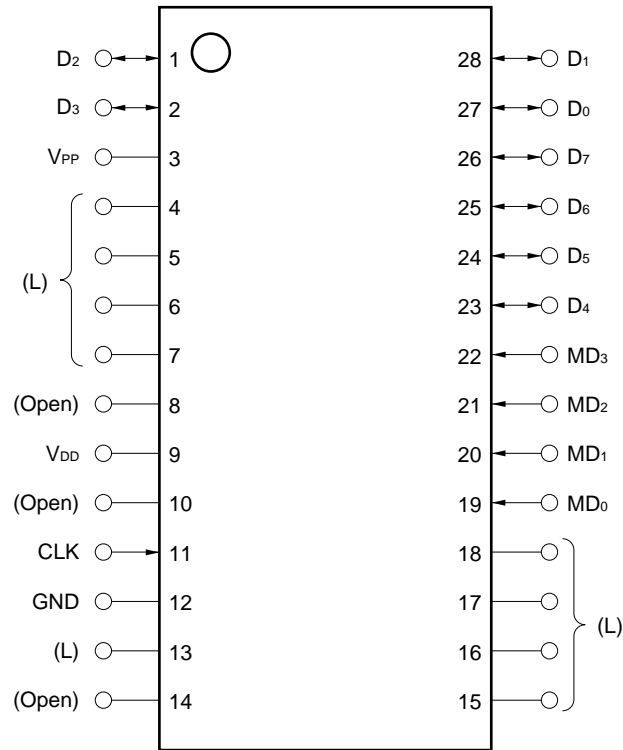 D2 1 28 D1
D3 2 27 D0
VPP 3 26 D7
4 25 D6
5 24 D5
(L)
6 23 D4
7 22 MD3
(Open) 8 21 MD2
VDD 9 20 MD1
(Open) 10 19 MD0
CLK 11 18
GND 12 17
(L)
(L) 13 16
(Open) 14 15